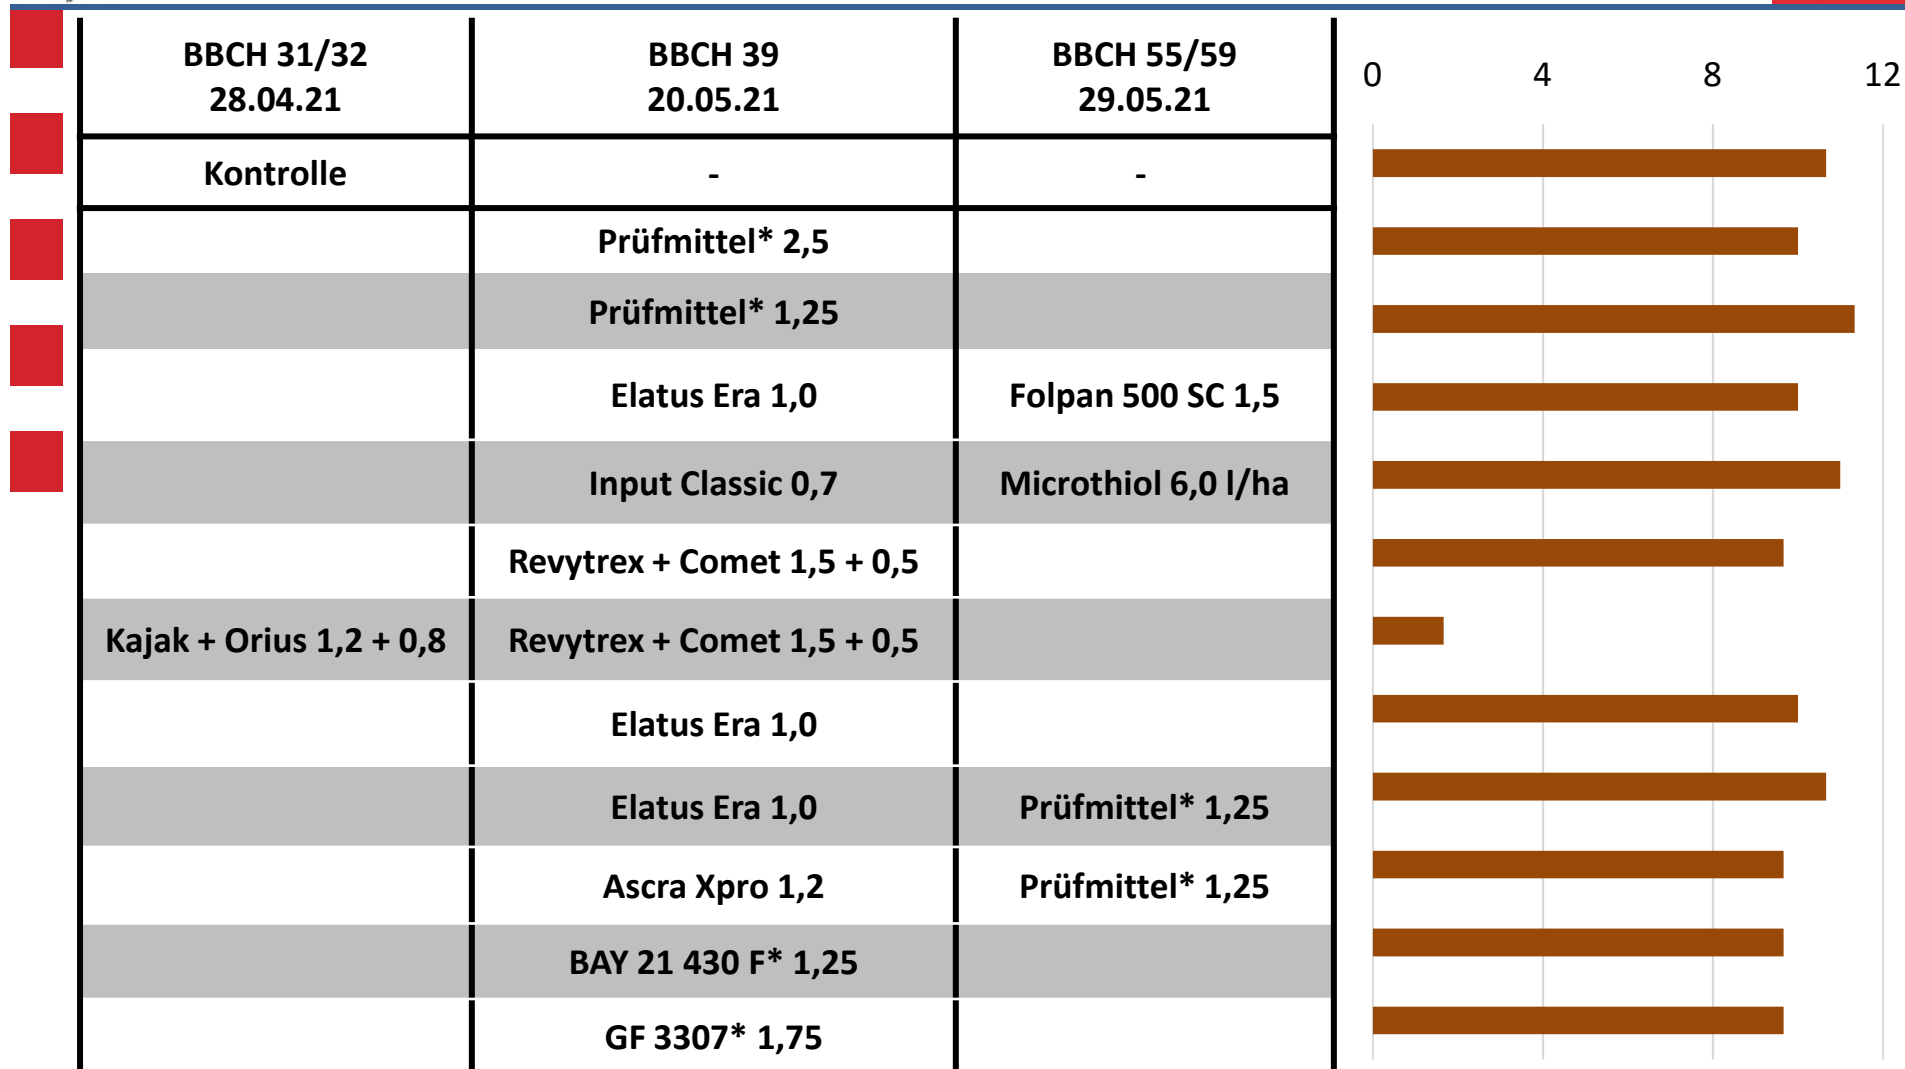 BBCH 31/32
28.04.21
BBCH 39
20.05.21
BBCH 55/59
29.05.21
0 4 8 12
Kontrolle - -
Prüfmittel* 2,5
Prüfmittel* 1,25
Elatus Era 1,0 Folpan 500 SC 1,5
Input Classic 0,7 Microthiol 6,0 l/ha
Revytrex + Comet 1,5 + 0,5
Kajak + Orius 1,2 + 0,8 Revytrex + Comet 1,5 + 0,5
Elatus Era 1,0
Elatus Era 1,0 Prüfmittel* 1,25
Ascra Xpro 1,2 Prüfmittel* 1,25
BAY 21 430 F* 1,25
GF 3307* 1,75